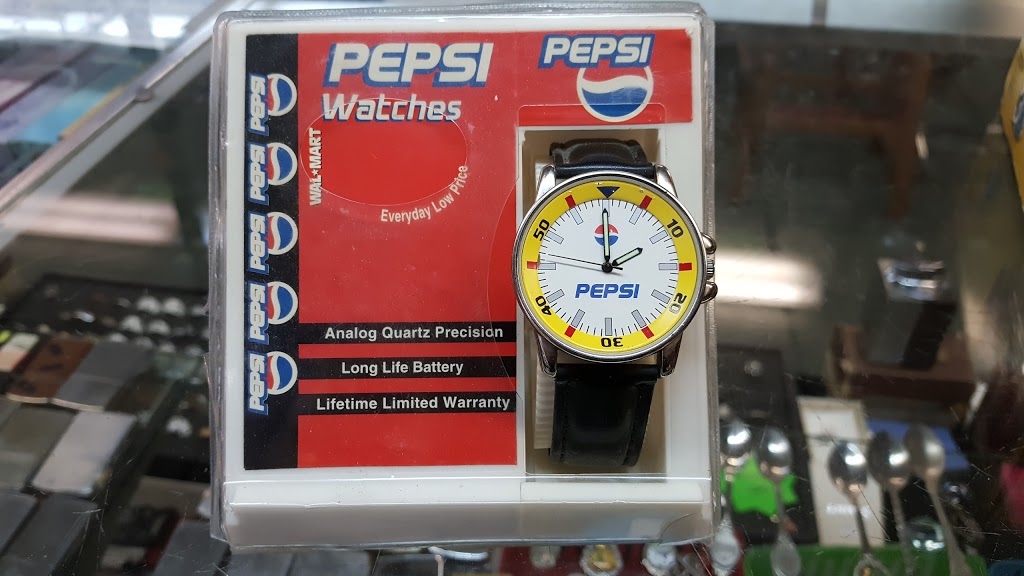 PEPSI
Watches
PEPSI
WAL-MART
Everyday Low Price
PEPSI
PEPSI
PEPSI
PEPSI
PEPSI
Analog Quartz Precision
Long Life Battery
Lifetime Limited Warranty
10
20
30
40
50
PEPSI